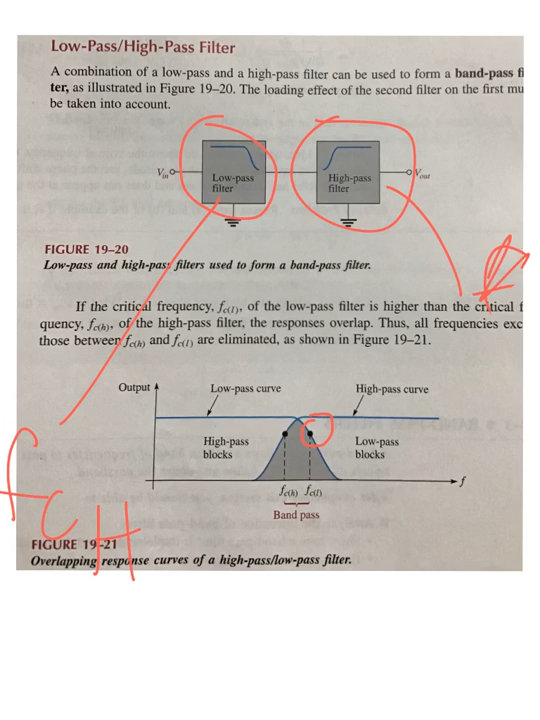 Low-Pass/High-Pass Filter
A combination of a low-pass and a high-pass filter can be used to form a band-pass fi
ter, as illustrated in Figure 19–20. The loading effect of the second filter on the first mu
be taken into account.
Vin
Low-pass
filter
High-pass
filter
Vout
FIGURE 19–20
Low-pass and high-pass filters used to form a band-pass filter.
If the critical frequency, fc(l), of the low-pass filter is higher than the critical f
quency, fc(h), of the high-pass filter, the responses overlap. Thus, all frequencies exc
those between fc(h) and fc(l) are eliminated, as shown in Figure 19–21.
Output
Low-pass curve
High-pass curve
High-pass
blocks
Low-pass
blocks
f
fc(h) fc(l)
Band pass
f
CH
FIGURE 19–21
Overlapping response curves of a high-pass/low-pass filter.